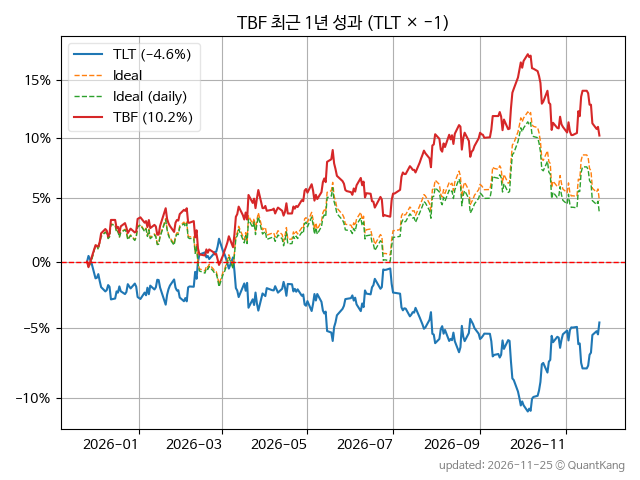 TBF 최근 1년 성과 (TLT × −1)
TLT (−4.6%)
Ideal
Ideal (daily)
TBF (10.2%)
15%
10%
5%
0%
−5%
−10%
2026-01 2026-03 2026-05 2026-07 2026-09 2026-11
updated: 2026-11-25 © QuantKang